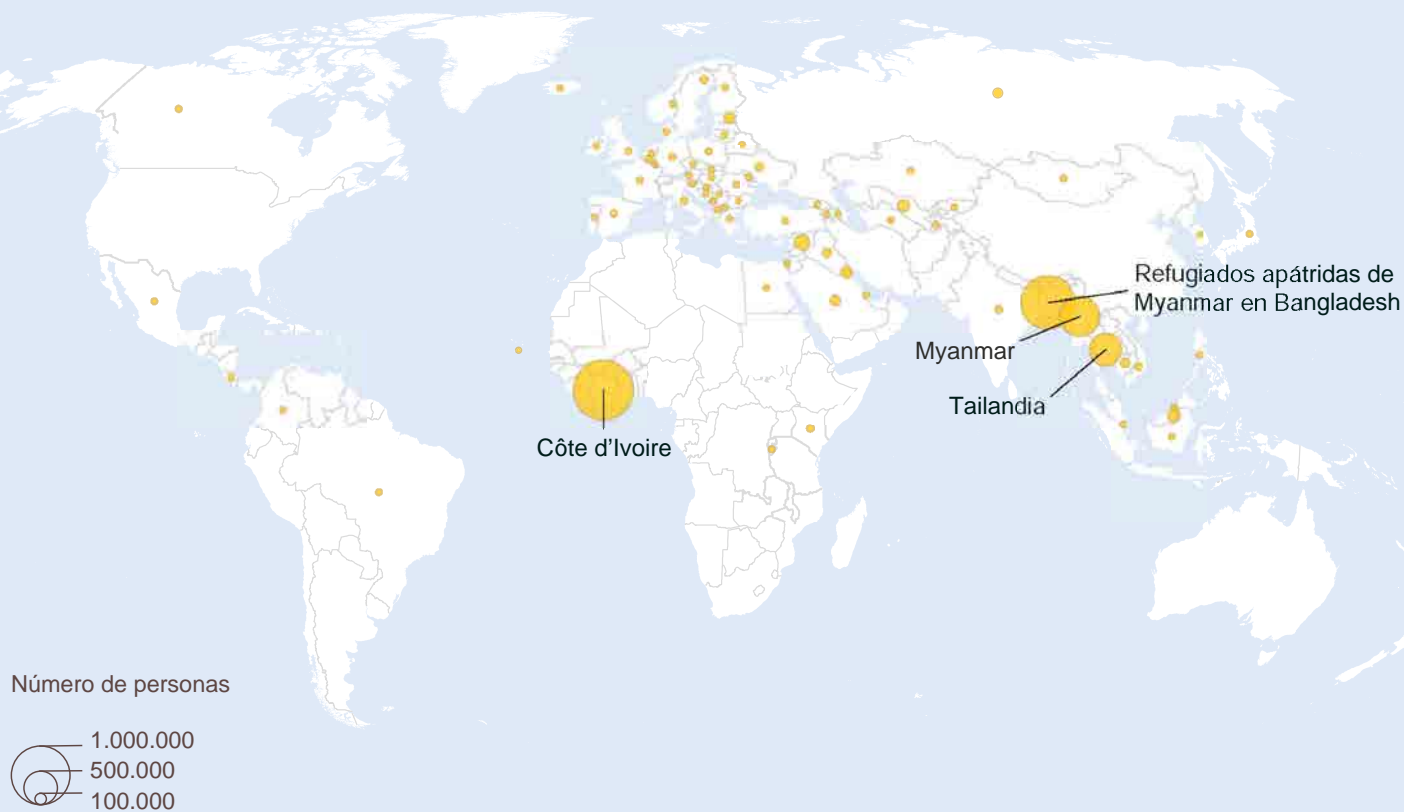 Refugiados apátridas de
Myanmar en Bangladesh
Myanmar
Tailandia
Côte d’Ivoire
Número de personas
1.000.000
500.000
100.000